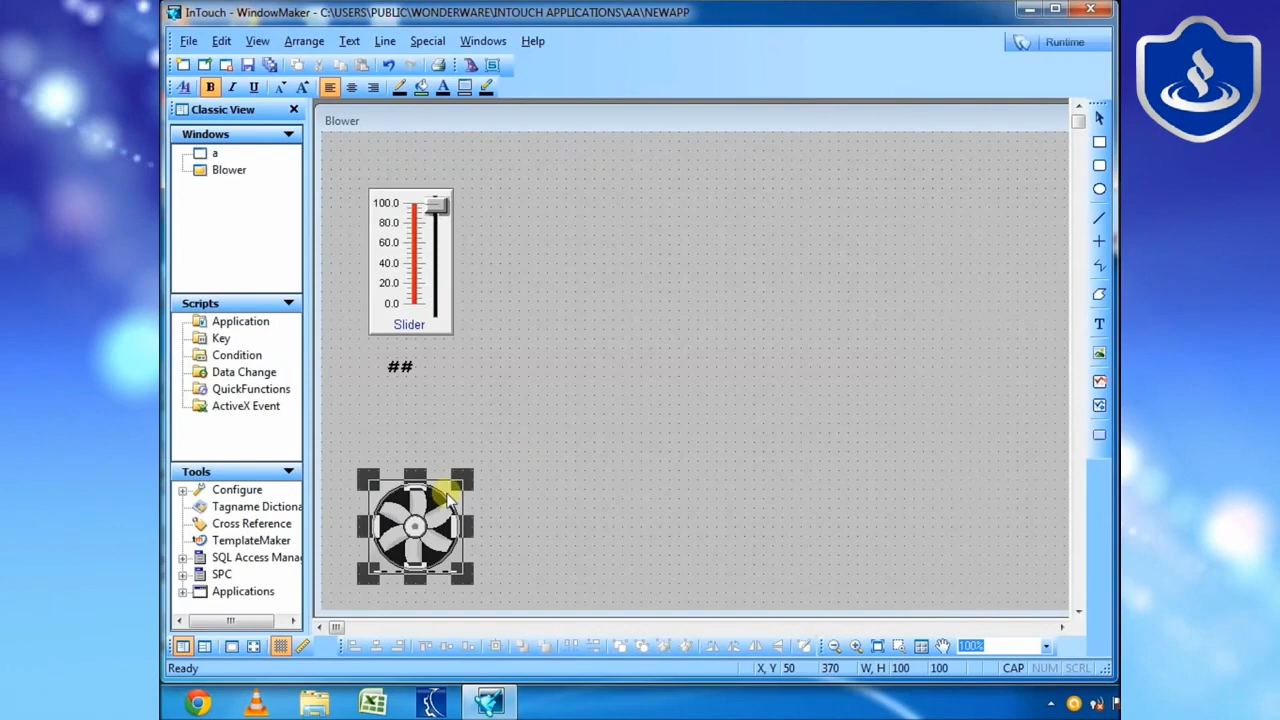 InTouch - WindowMaker - C:\USERS\PUBLIC\WONDERWARE\INTOUCH APPLICATIONS\AA\NEWAPP
File Edit View Arrange Text Line Special Windows Help
Runtime
B I U
Classic View
Blower
Windows
a
Blower
100.0
80.0
60.0
40.0
20.0
0.0
Slider
##
Scripts
Application
Key
Condition
Data Change
QuickFunctions
ActiveX Event
Tools
Configure
Tagname Dictiona
Cross Reference
TemplateMaker
SQL Access Mana
SPC
Applications
T
100%
Ready
X, Y 50 370 W, H 100 100 CAP NUM SCRL